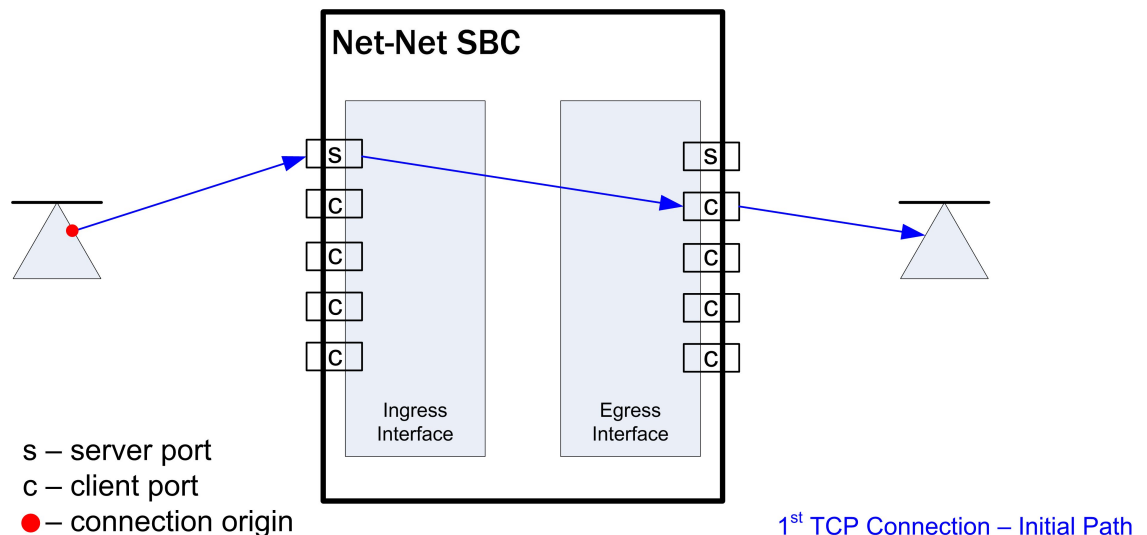 Net-Net SBC
s
s
c
c
c
c
c
c
c
c
Ingress
Interface
Egress
Interface
s – server port
c – client port
– connection origin
1st TCP Connection – Initial Path